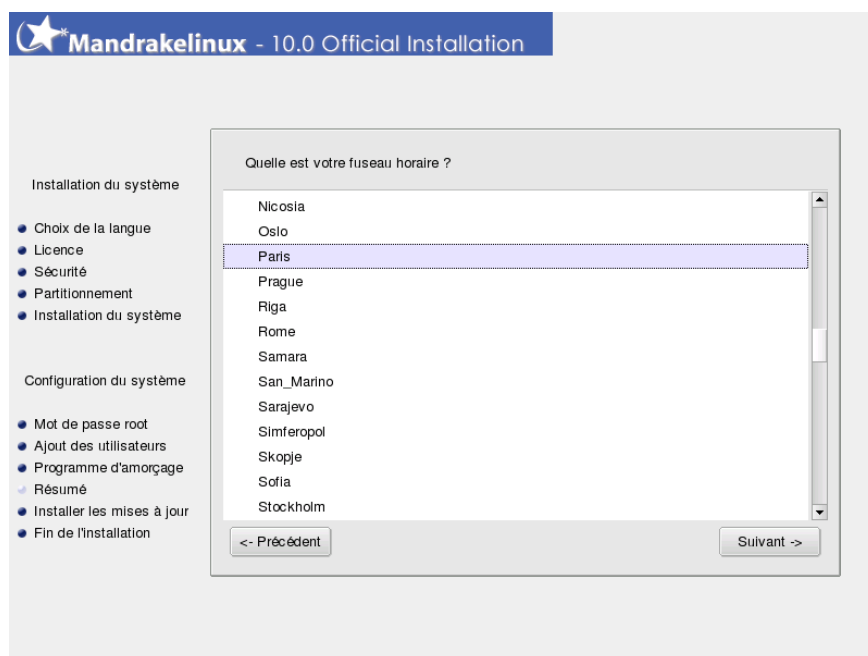 Mandrakelinux - 10.0 Official Installation
Installation du système
Choix de la langue
Licence
Sécurité
Partitionnement
Installation du système
Configuration du système
Mot de passe root
Ajout des utilisateurs
Programme d'amorçage
Résumé
Installer les mises à jour
Fin de l'installation
Quelle est votre fuseau horaire ?
Nicosia
Oslo
Paris
Prague
Riga
Rome
Samara
San_Marino
Sarajevo
Simferopol
Skopje
Sofia
Stockholm
<- Précédent
Suivant ->